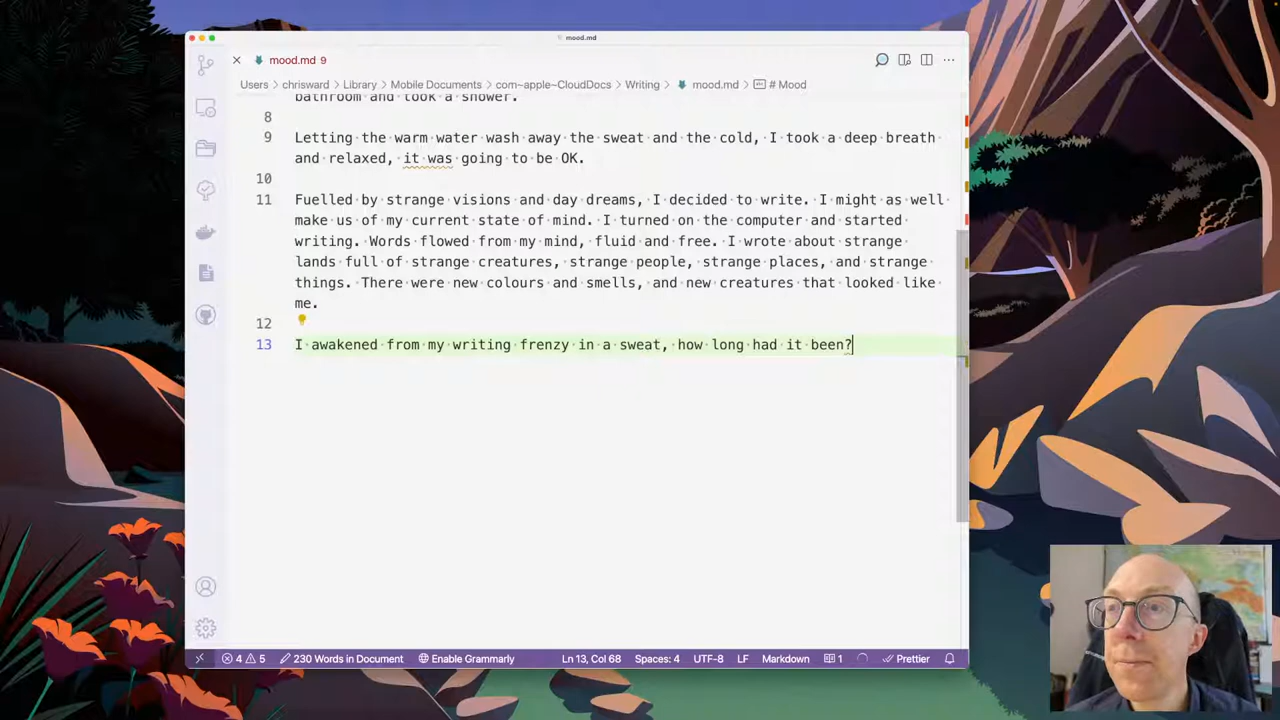 mood.md
mood.md 9
Users > chrisward > Library > Mobile Documents > com~apple~CloudDocs > Writing > mood.md > # Mood
bathroom and took a shower.
8
9 Letting the warm water wash away the sweat and the cold, I took a deep breath
and relaxed, it was going to be OK.
10
11 Fuelled by strange visions and day dreams, I decided to write. I might as well
make us of my current state of mind. I turned on the computer and started
writing. Words flowed from my mind, fluid and free. I wrote about strange
lands full of strange creatures, strange people, strange places, and strange
things. There were new colours and smells, and new creatures that looked like
me.
12
13 I awakened from my writing frenzy in a sweat, how long had it been?
4 5 230 Words in Document Enable Grammarly Ln 13, Col 68 Spaces: 4 UTF-8 LF Markdown 1 Prettier